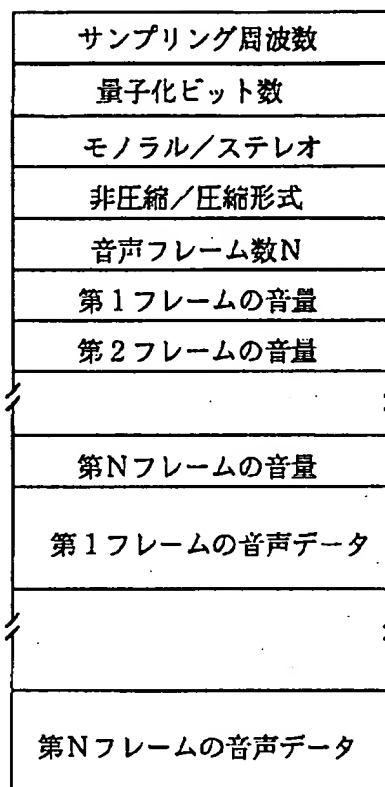 サンプリング周波数
量子化ビット数
モノラル／ステレオ
非圧縮／圧縮形式
音声フレーム数N
第1フレームの音量
第2フレームの音量
第Nフレームの音量
第1フレームの音声データ
第Nフレームの音声データ